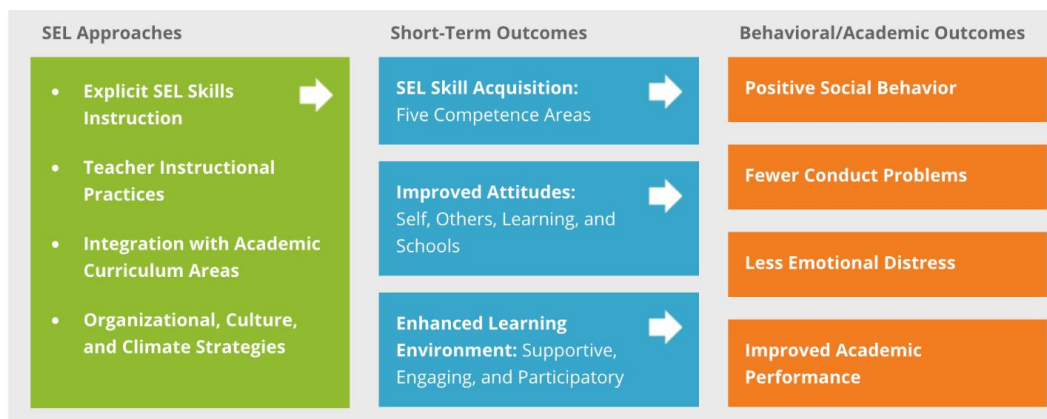 SEL Approaches
• Explicit SEL Skills
Instruction
• Teacher Instructional
Practices
• Integration with Academic
Curriculum Areas
• Organizational, Culture,
and Climate Strategies
Short-Term Outcomes
SEL Skill Acquisition:
Five Competence Areas
Improved Attitudes:
Self, Others, Learning, and
Schools
Enhanced Learning
Environment: Supportive,
Engaging, and Participatory
Behavioral/Academic Outcomes
Positive Social Behavior
Fewer Conduct Problems
Less Emotional Distress
Improved Academic
Performance